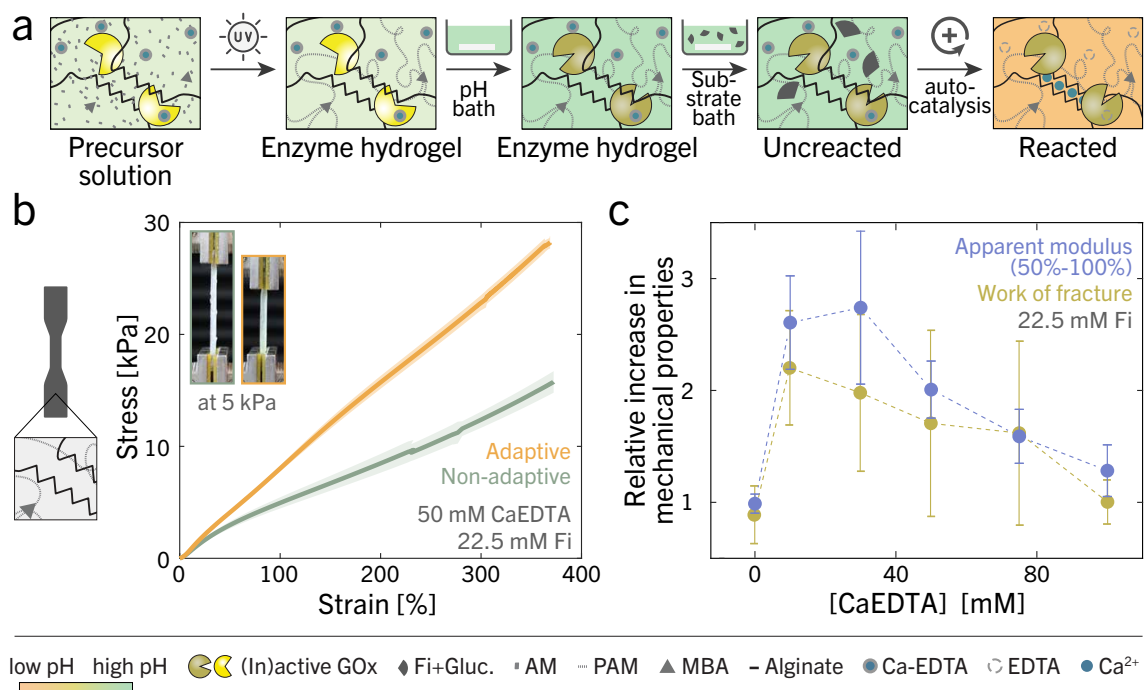 a
UV
pH
bath
Sub-
strate
bath
auto-
catalysis
Precursor
solution
Enzyme hydrogel
Enzyme hydrogel
Uncreacted
Reacted
b
30
20
10
0
Stress [kPa]
0
100
200
300
400
Strain [%]
at 5 kPa
Adaptive
Non-adaptive
50 mM CaEDTA
22.5 mM Fi
c
Relative increase in
mechanical properties
3
2
1
0
40
80
[CaEDTA] [mM]
Apparent modulus
(50%-100%)
Work of fracture
22.5 mM Fi
low pH high pH
(In)active GOx
Fi+Gluc.
AM
PAM
MBA
Alginate
Ca-EDTA
EDTA
Ca²⁺